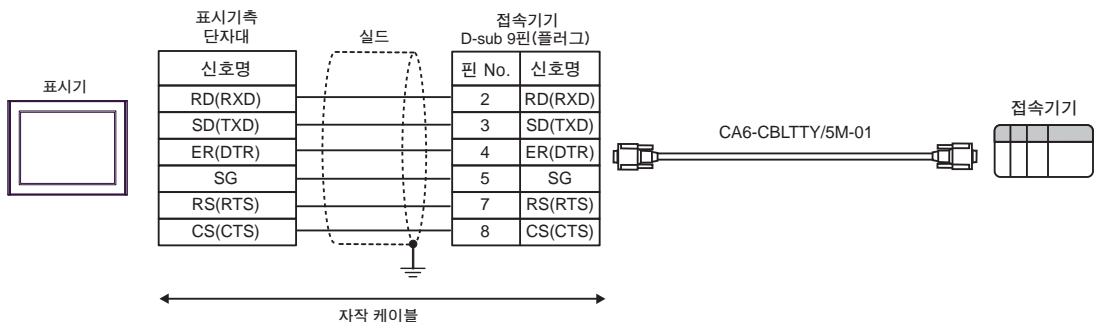 표시기
표시기측
단자대
실드
접속기기
D-sub 9핀(플러그)
신호명
핀 No. 신호명
RD(RXD) 2 RD(RXD)
SD(TXD) 3 SD(TXD)
ER(DTR) 4 ER(DTR)
SG 5 SG
RS(RTS) 7 RS(RTS)
CS(CTS) 8 CS(CTS)
자작 케이블
CA6-CBLTTY/5M-01
접속기기